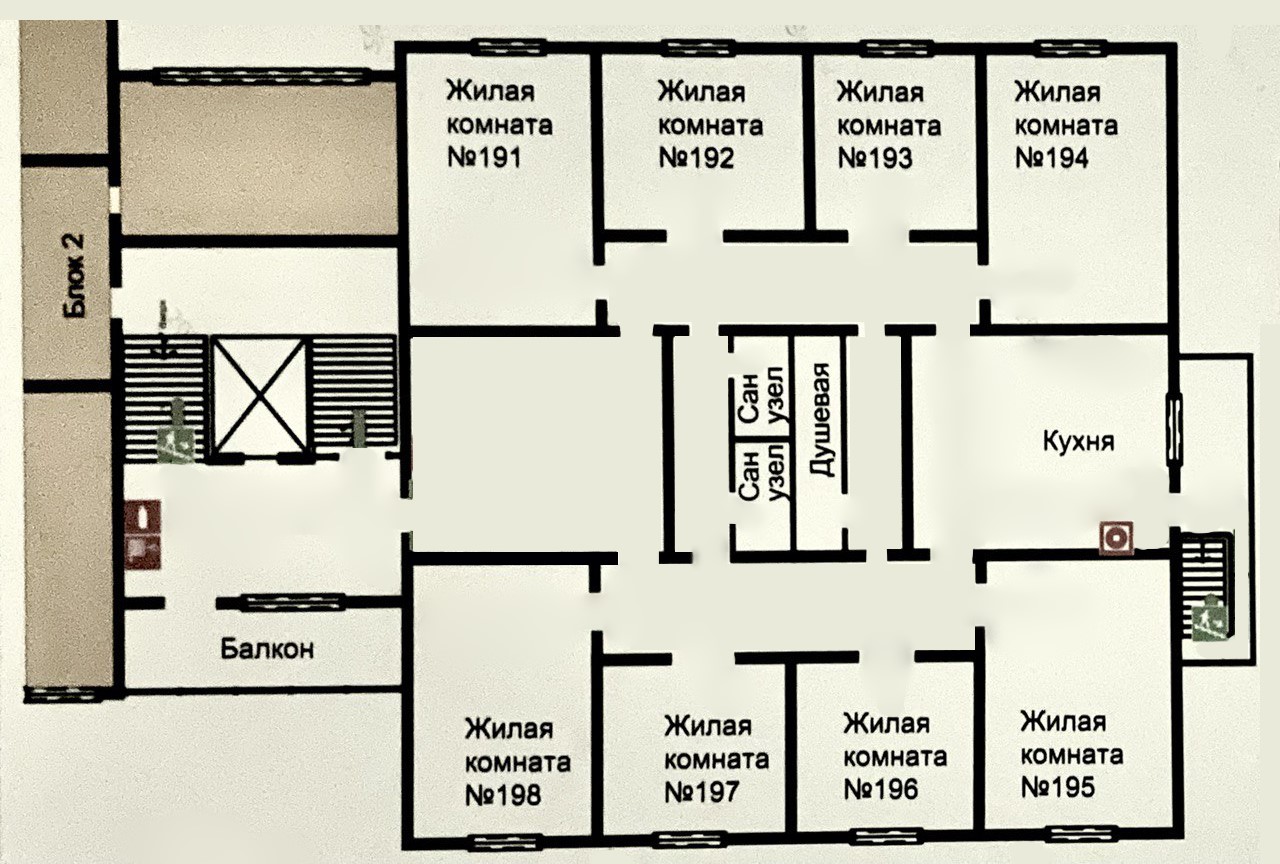 Жилая
комната
№191
Жилая
комната
№192
Жилая
комната
№193
Жилая
комната
№194
Блок 2
Сан
узел
Сан
узел
Душевая
Кухня
Балкон
Жилая
комната
№198
Жилая
комната
№197
Жилая
комната
№196
Жилая
комната
№195